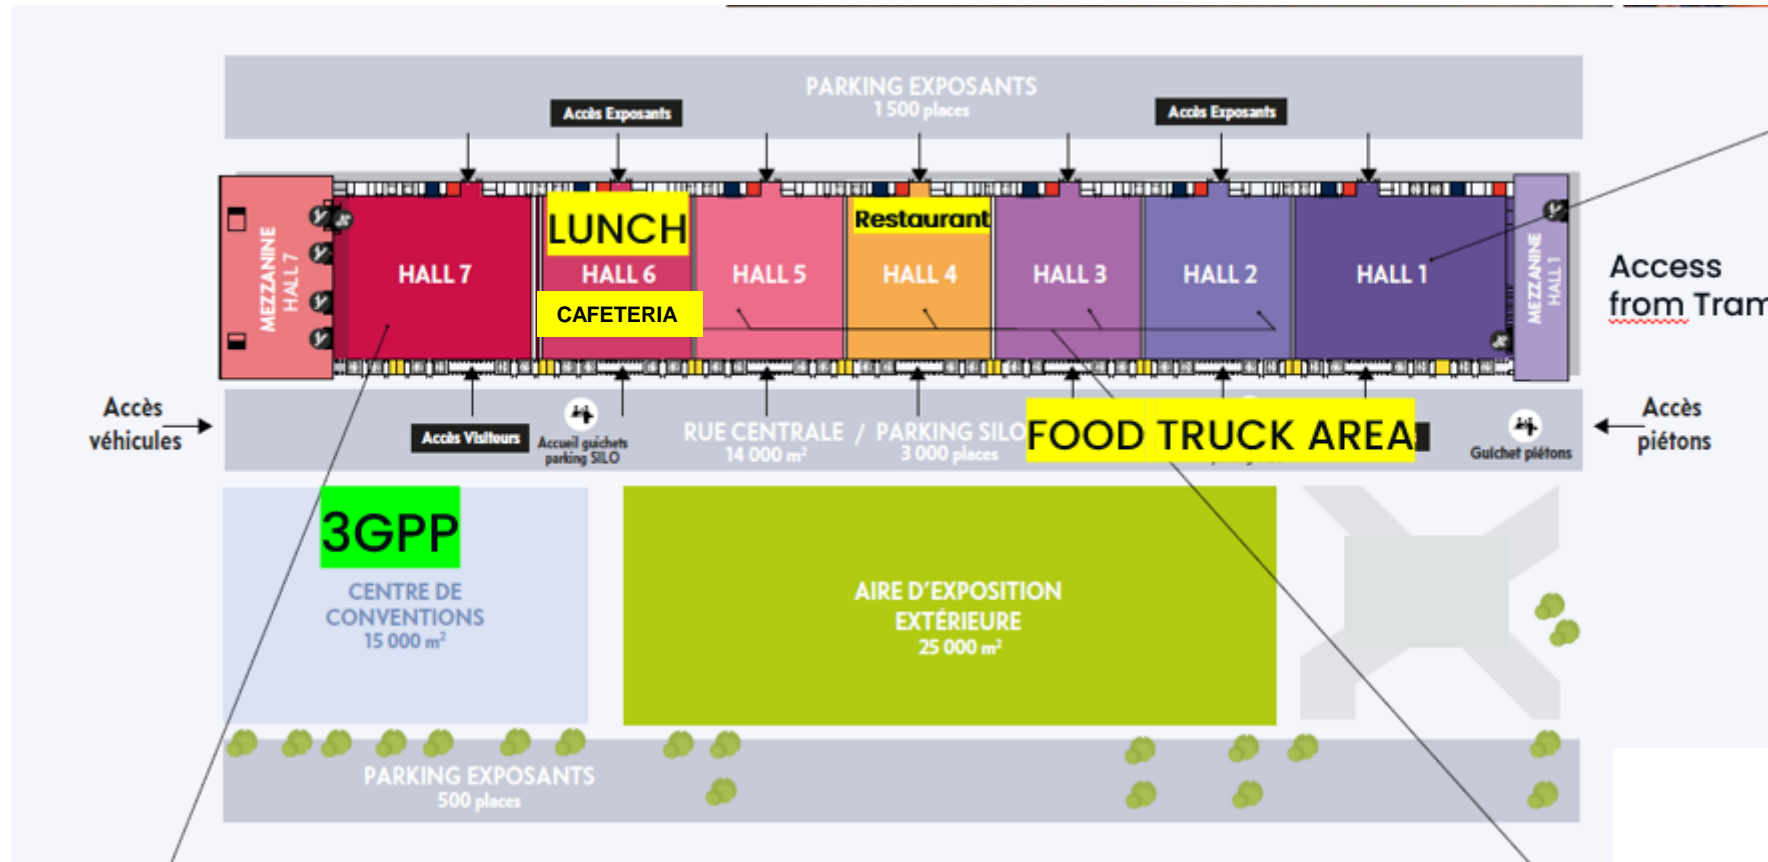 PARKING EXPOSANTS
1 500 places
Accès Exposants
Accès Exposants
MEZZANINE
HALL 7
HALL 7
LUNCH
HALL 6
CAFETERIA
HALL 5
Restaurant
HALL 4
HALL 3
HALL 2
HALL 1
MEZZANINE
HALL 1
Access
from Tram
Accès
véhicules
Accès Visiteurs
Accueil guichets
parking SILO
RUE CENTRALE / PARKING SILO
14 000 m²
3 000 places
FOOD TRUCK AREA
Guichet piétons
Accès
piétons
3GPP
CENTRE DE
CONVENTIONS
15 000 m²
AIRE D'EXPOSITION
EXTÉRIEURE
25 000 m²
PARKING EXPOSANTS
500 places